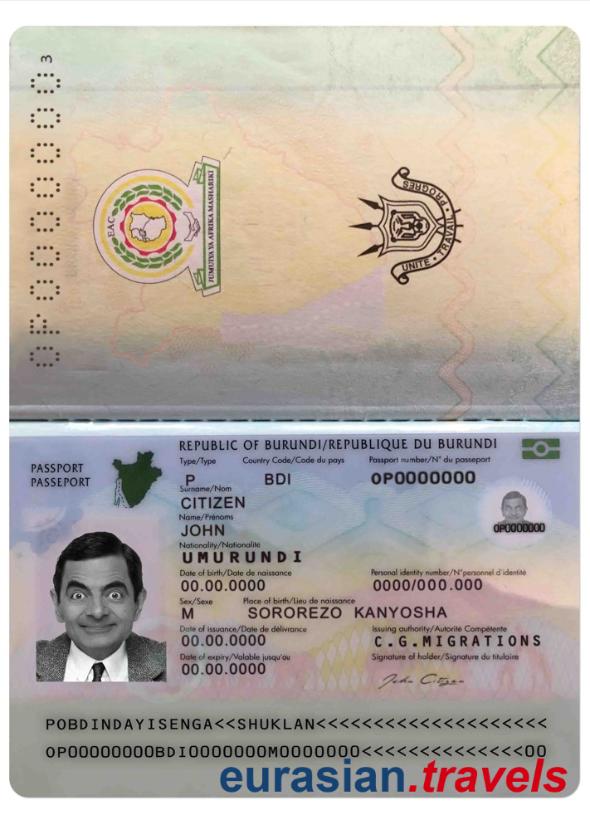 OP0000000 3
EAC
JUMUIYA YA AFRIKA MASHARIKI
UNITE • TRAVAIL • PROGRES
REPUBLIC OF BURUNDI/REPUBLIQUE DU BURUNDI
PASSPORT
PASSEPORT
Type/Type Country Code/Code du pays Passport number/N° du passeport
P BDI OP0000000
Surname/Nom
CITIZEN
Name/Prénoms
JOHN
OP0000000
Nationality/Nationalite
UMURUNDI
Date of birth/Date de naissance Personal identity number/N°personnel d'identité
00.00.0000 0000/000.000
Sex/Sexe Place of birth/Lieu de naissance
M SOROREZO KANYOSHA
Date of issuance/Date de délivrance Issuing authority/Autorité Compétente
00.00.0000 C.G.MIGRATIONS
Date of expiry/Valable jusqu'au Signature of holder/Signature du titulaire
00.00.0000 John Citizen
POBDINDAYISENGA<<SHUKLAN<<<<<<<<<<<<<<<<<<<<
OP00000000BDI0000000M0000000<<<<<<<<<<<<<<00
eurasian.travels